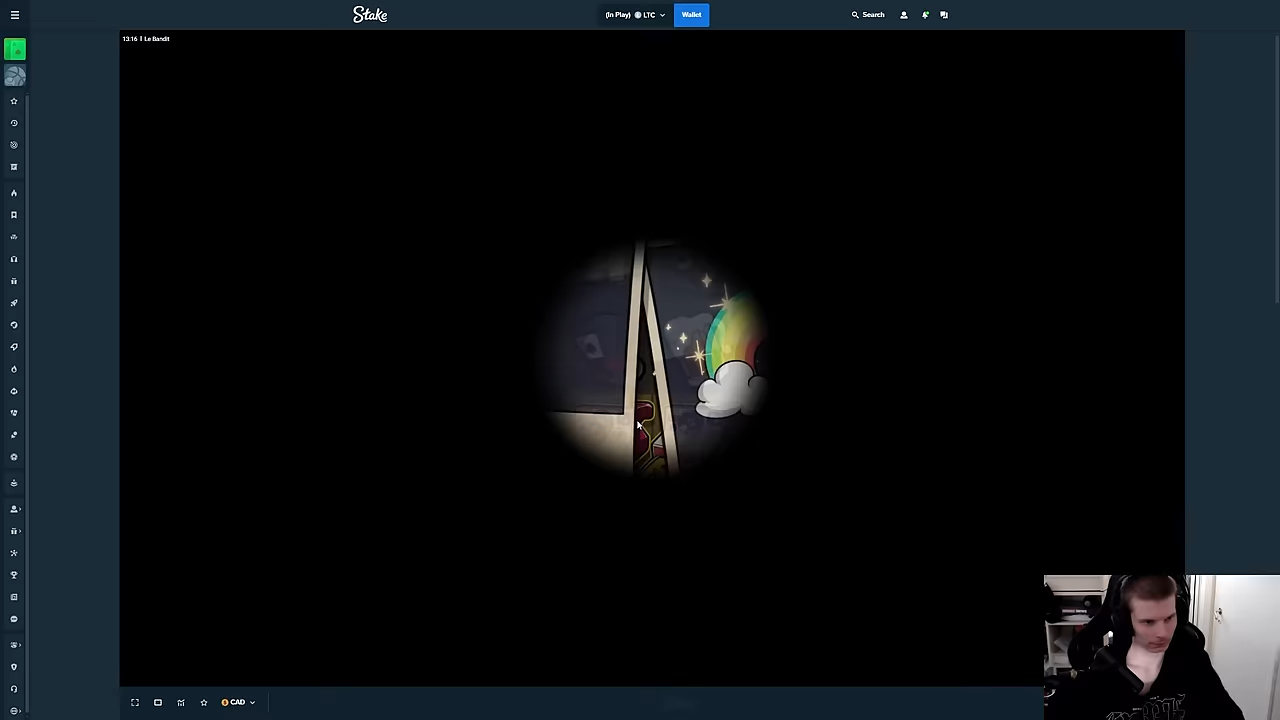 Stake
(In Play) LTC
Wallet
Search
13:16 | Le Bandit
CAD